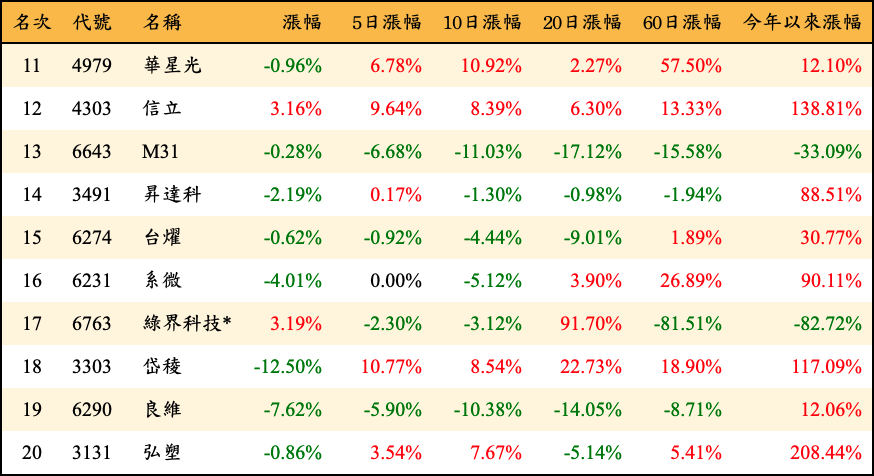 名次 代號 名稱 漲幅 5日漲幅 10日漲幅 20日漲幅 60日漲幅 今年以來漲幅
11 4979 華星光 -0.96% 6.78% 10.92% 2.27% 57.50% 12.10%
12 4303 信立 3.16% 9.64% 8.39% 6.30% 13.33% 138.81%
13 6643 M31 -0.28% -6.68% -11.03% -17.12% -15.58% -33.09%
14 3491 昇達科 -2.19% 0.17% -1.30% -0.98% -1.94% 88.51%
15 6274 台燿 -0.62% -0.92% -4.44% -9.01% 1.89% 30.77%
16 6231 系微 -4.01% 0.00% -5.12% 3.90% 26.89% 90.11%
17 6763 綠界科技* 3.19% -2.30% -3.12% 91.70% -81.51% -82.72%
18 3303 岱稜 -12.50% 10.77% 8.54% 22.73% 18.90% 117.09%
19 6290 良維 -7.62% -5.90% -10.38% -14.05% -8.71% 12.06%
20 3131 弘塑 -0.86% 3.54% 7.67% -5.14% 5.41% 208.44%